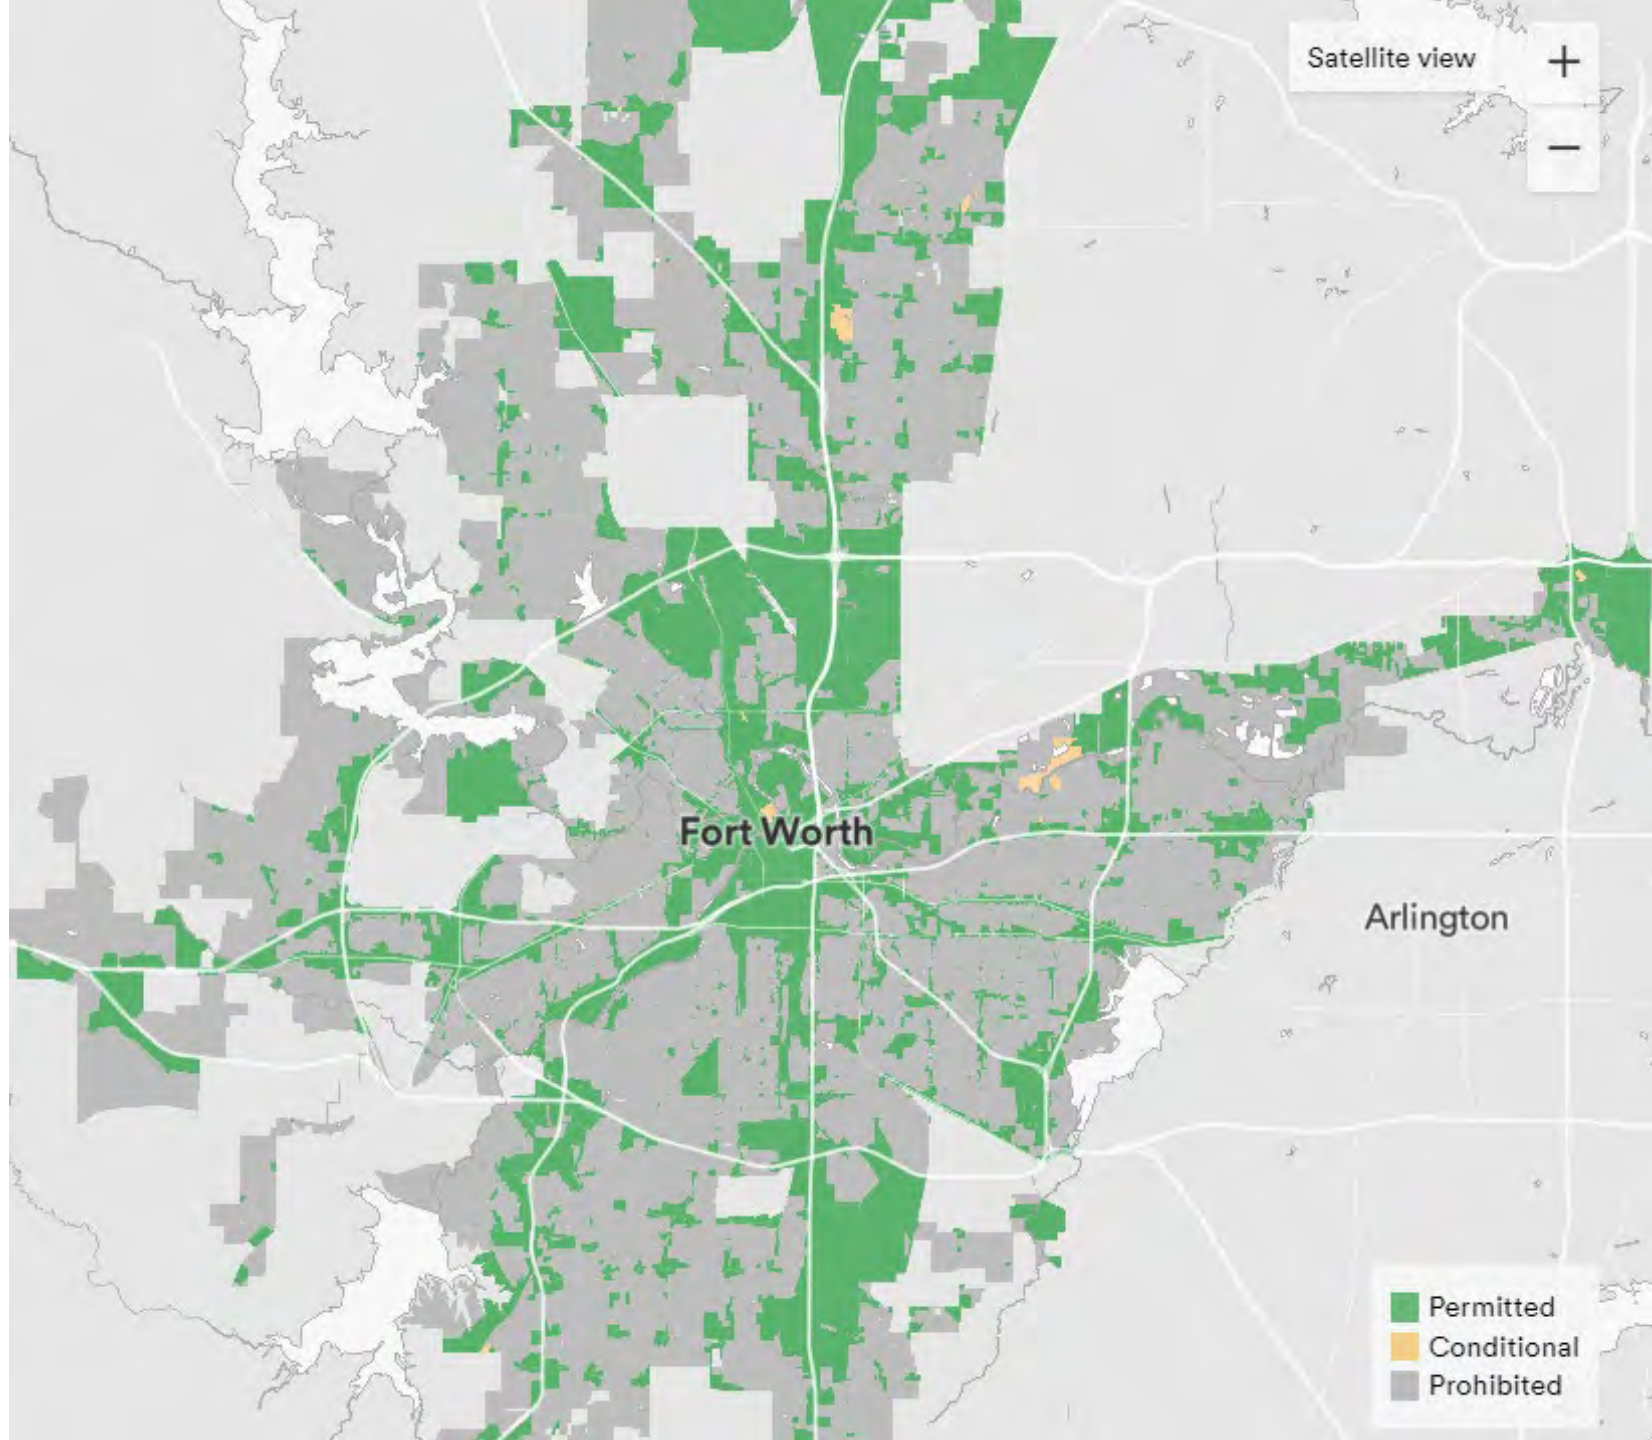 Satellite view
+
−
Fort Worth
Arlington
Permitted
Conditional
Prohibited